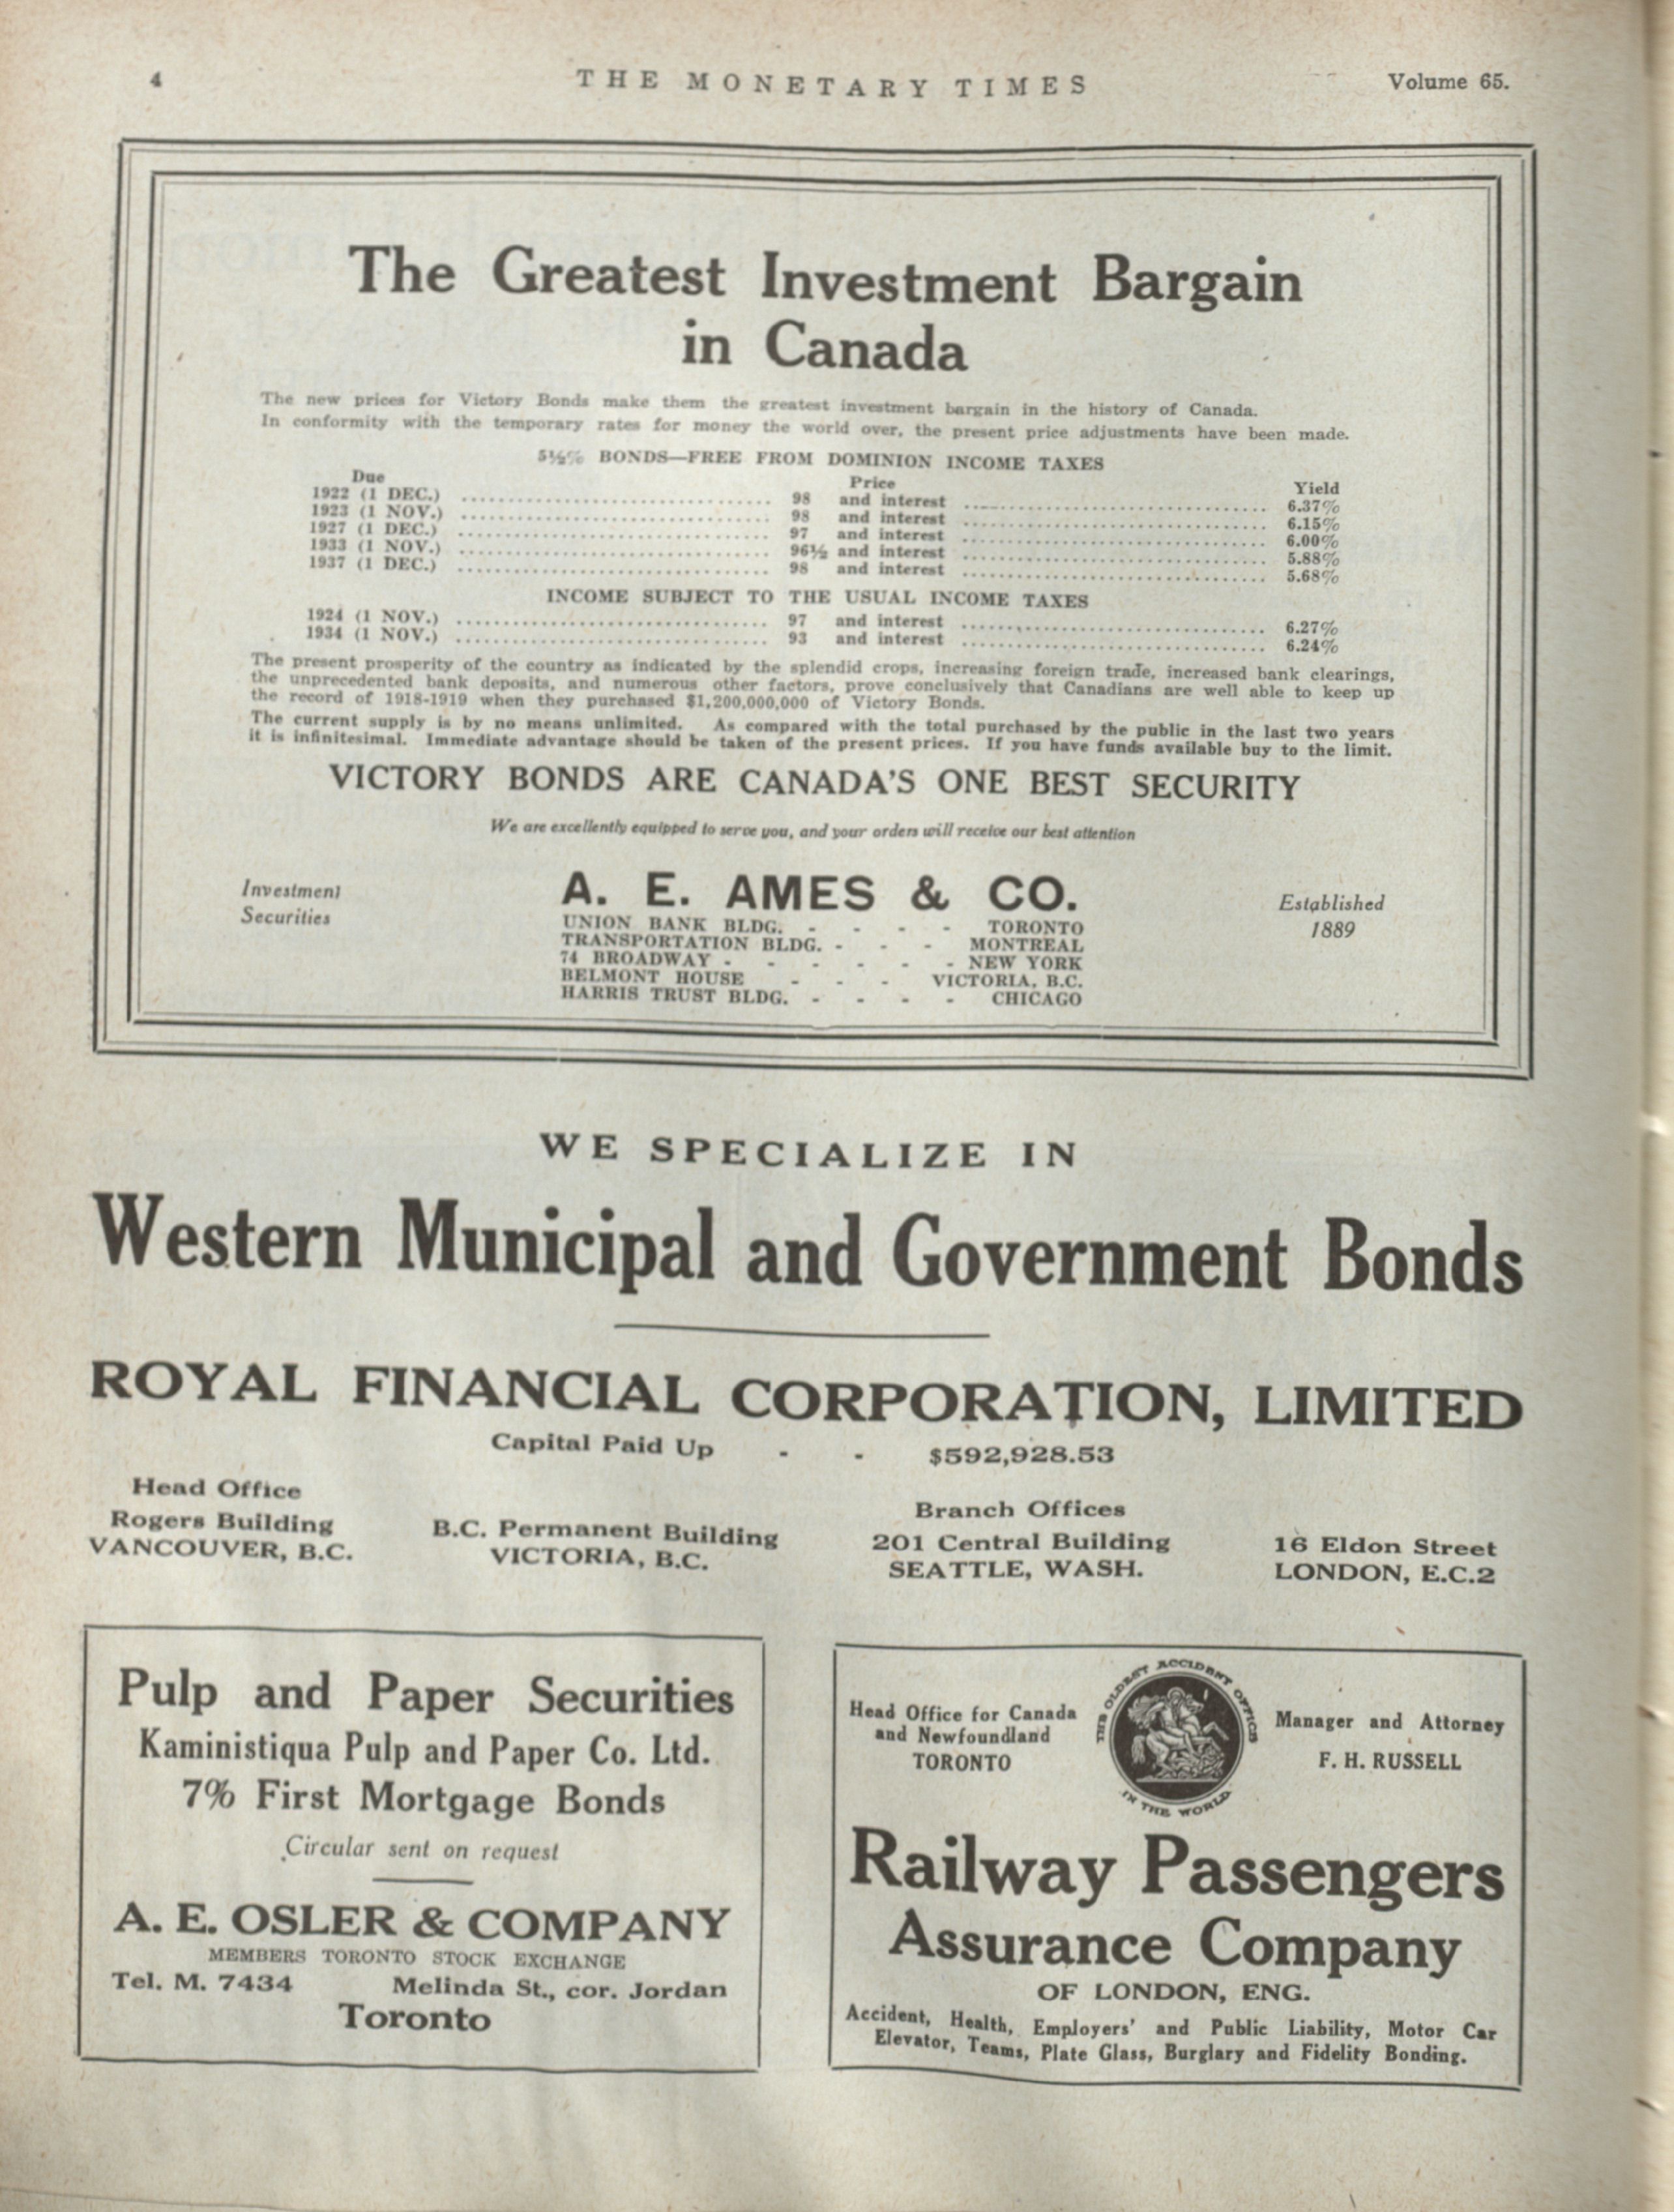 4
THE MONETARY TIMES
Volume 65.
The Greatest Investment Bargain
in Canada
The new prices for Victory Bonds make them the greatest investment bargain in the history of Canada.
In conformity with the temporary rates for money the world over, the present price adjustments have been made.
5½% BONDS—FREE FROM DOMINION INCOME TAXES
Due Price Yield
1922 (1 DEC.) ........ 98 and interest ........ 6.37%
1923 (1 NOV.) ........ 98 and interest ........ 6.15%
1927 (1 DEC.) ........ 97 and interest ........ 6.00%
1933 (1 NOV.) ........ 96½ and interest ........ 5.88%
1937 (1 DEC.) ........ 98 and interest ........ 5.68%
INCOME SUBJECT TO THE USUAL INCOME TAXES
1924 (1 NOV.) ........ 97 and interest ........ 6.27%
1934 (1 NOV.) ........ 93 and interest ........ 6.24%
The present prosperity of the country as indicated by the splendid crops, increasing foreign trade, increased bank clearings,
the unprecedented bank deposits, and numerous other factors, prove conclusively that Canadians are well able to keep up
the record of 1918-1919 when they purchased $1,200,000,000 of Victory Bonds.
The current supply is by no means unlimited. As compared with the total purchased by the public in the last two years
it is infinitesimal. Immediate advantage should be taken of the present prices. If you have funds available buy to the limit.
VICTORY BONDS ARE CANADA'S ONE BEST SECURITY
We are excellently equipped to serve you, and your orders will receive our best attention
Investment
Securities
A. E. AMES & CO.
UNION BANK BLDG. - - - - TORONTO
TRANSPORTATION BLDG. - - - MONTREAL
74 BROADWAY - - - - - - NEW YORK
BELMONT HOUSE - - - VICTORIA, B.C.
HARRIS TRUST BLDG. - - - - CHICAGO
Established
1889
WE SPECIALIZE IN
Western Municipal and Government Bonds
ROYAL FINANCIAL CORPORATION, LIMITED
Capital Paid Up - - $592,928.53
Head Office
Rogers Building
VANCOUVER, B.C.
Branch Offices
B.C. Permanent Building
VICTORIA, B.C.
201 Central Building
SEATTLE, WASH.
16 Eldon Street
LONDON, E.C.2
Pulp and Paper Securities
Kaministiqua Pulp and Paper Co. Ltd.
7% First Mortgage Bonds
Circular sent on request
A. E. OSLER & COMPANY
MEMBERS TORONTO STOCK EXCHANGE
Tel. M. 7434 Melinda St., cor. Jordan
Toronto
Head Office for Canada
and Newfoundland
TORONTO
THE OLDEST ACCIDENT OFFICE
IN THE WORLD
Manager and Attorney
F. H. RUSSELL
Railway Passengers
Assurance Company
OF LONDON, ENG.
Accident, Health, Employers' and Public Liability, Motor Car
Elevator, Teams, Plate Glass, Burglary and Fidelity Bonding.